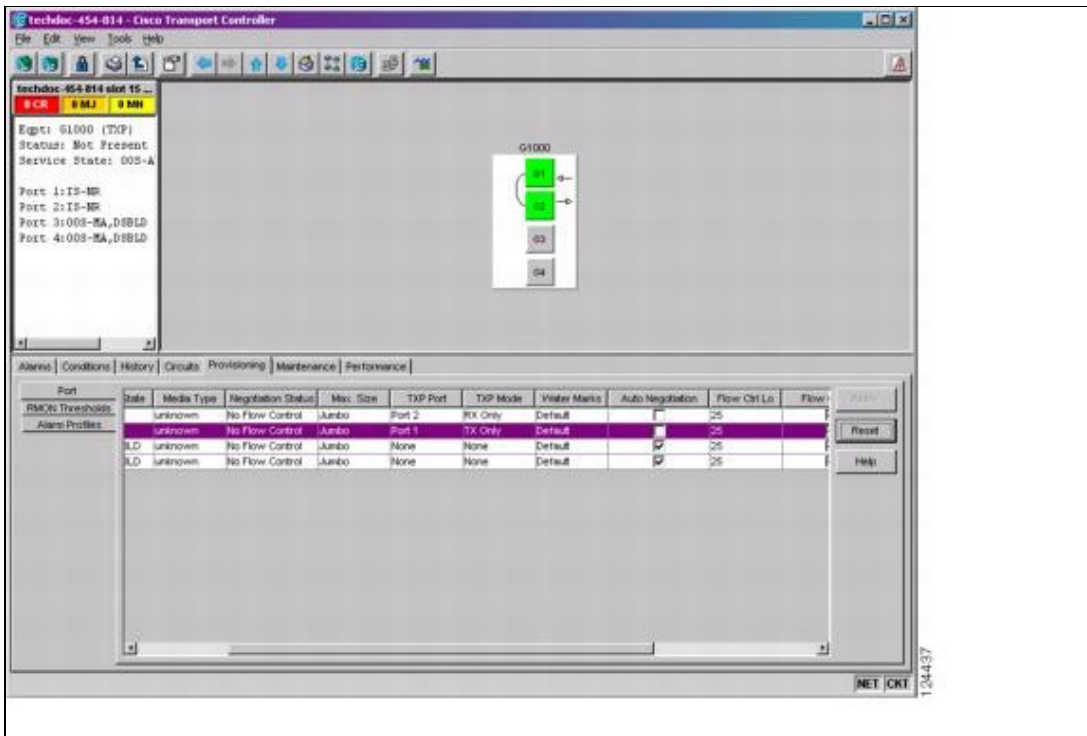 techdoc-454-814 - Cisco Transport Controller
File Edit View Tools Help
techdoc-454-814 slot 15 ...
0 CR 0 MJ 0 MN
Eqpt: G1000 (TXP)
Status: Not Present
Service State: OOS-A
Port 1:IS-NR
Port 2:IS-NR
Port 3:OOS-MA,DSBLD
Port 4:OOS-MA,DSBLD
G1000
01
02
03
04
Alarms Conditions History Circuits Provisioning Maintenance Performance
Port
RMON Thresholds
Alarm Profiles
State Media Type Negotiation Status Max. Size TXP Port TXP Mode Water Marks Auto Negotiation Flow Ctrl Lo Flow
unknown No Flow Control Jumbo Port 2 RX Only Default 25
unknown No Flow Control Jumbo Port 1 TX Only Default 25
BLD unknown No Flow Control Jumbo None None Default 25
BLD unknown No Flow Control Jumbo None None Default 25
Apply
Reset
Help
NET CKT
124437